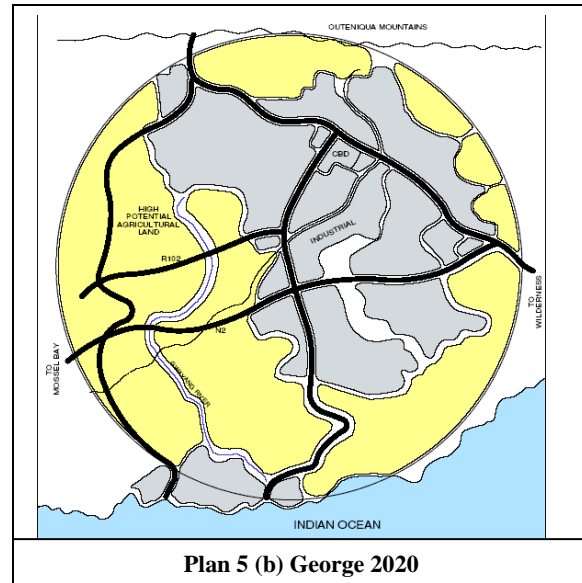 OUTENIQUA MOUNTAINS
CBD
HIGH
POTENTIAL
AGRICULTURAL
LAND
INDUSTRIAL
R102
N2
TO
WILDERNESS
TO
MOSSEL BAY
RIVER
INDIAN OCEAN
Plan 5 (b) George 2020